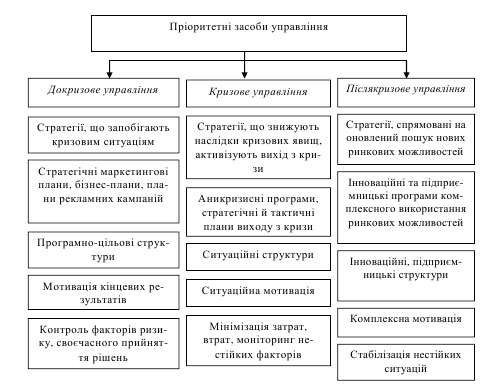 Пріоритетні засоби управління
Докризове управління
Стратегії, що запобігають
кризовим ситуаціям
Стратегічні маркетингові
плани, бізнес-плани, пла-
ни рекламних кампаній
Програмно-цільові струк-
тури
Мотивація кінцевих ре-
зультатів
Контроль факторів ризи-
ку, своєчасного прийнят-
тя рішень
Кризове управління
Стратегії, що знижують
наслідки кризових явищ,
активізують вихід з кри-
зи
Аникризисні програми,
стратегічні й тактичні
плани виходу з кризи
Ситуаційні структури
Ситуаційна мотивація
Мінімізація затрат,
втрат, моніторинг не-
стійких факторів
Післякризове управління
Стратегії, спрямовані на
оновлений пошук нових
ринкових можливостей
Інноваційні та підприє-
мницькі програми ком-
плексного використання
ринкових можливостей
Інноваційні, підприєм-
ницькі структури
Комплексна мотивація
Стабілізація нестійких
ситуацій